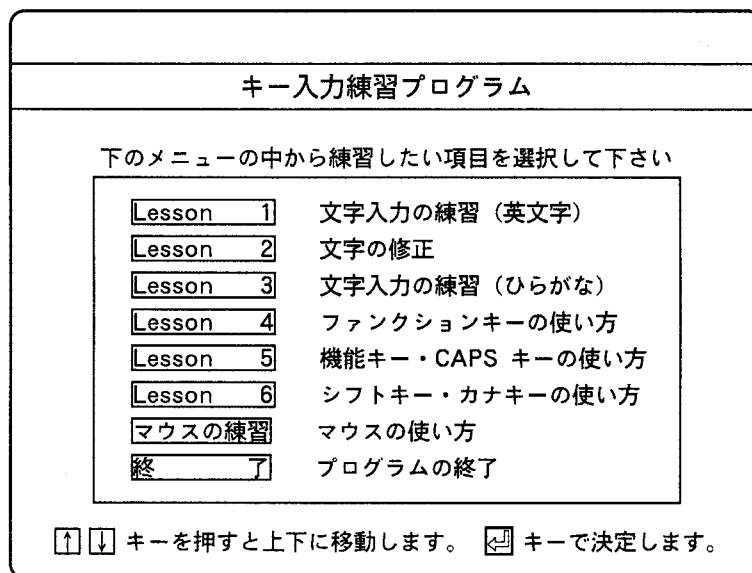 キー入力練習プログラム
下のメニューの中から練習したい項目を選択して下さい
Lesson 1 文字入力の練習（英文字）
Lesson 2 文字の修正
Lesson 3 文字入力の練習（ひらがな）
Lesson 4 ファンクションキーの使い方
Lesson 5 機能キー・CAPS キーの使い方
Lesson 6 シフトキー・カナキーの使い方
マウスの練習 マウスの使い方
終 了 プログラムの終了
↑ ↓ キーを押すと上下に移動します。 ↵ キーで決定します。